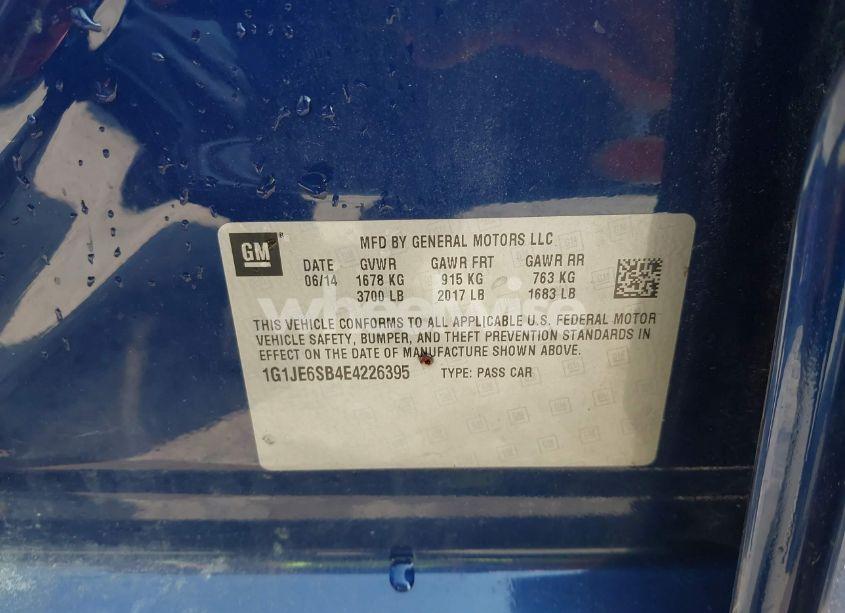 GM ®
MFD BY GENERAL MOTORS LLC
DATE GVWR GAWR FRT GAWR RR
06/14 1678 KG 915 KG 763 KG
3700 LB 2017 LB 1683 LB
THIS VEHICLE CONFORMS TO ALL APPLICABLE U.S. FEDERAL MOTOR
VEHICLE SAFETY, BUMPER, AND THEFT PREVENTION STANDARDS IN
EFFECT ON THE DATE OF MANUFACTURE SHOWN ABOVE.
1G1JE6SB4E4226395 TYPE: PASS CAR